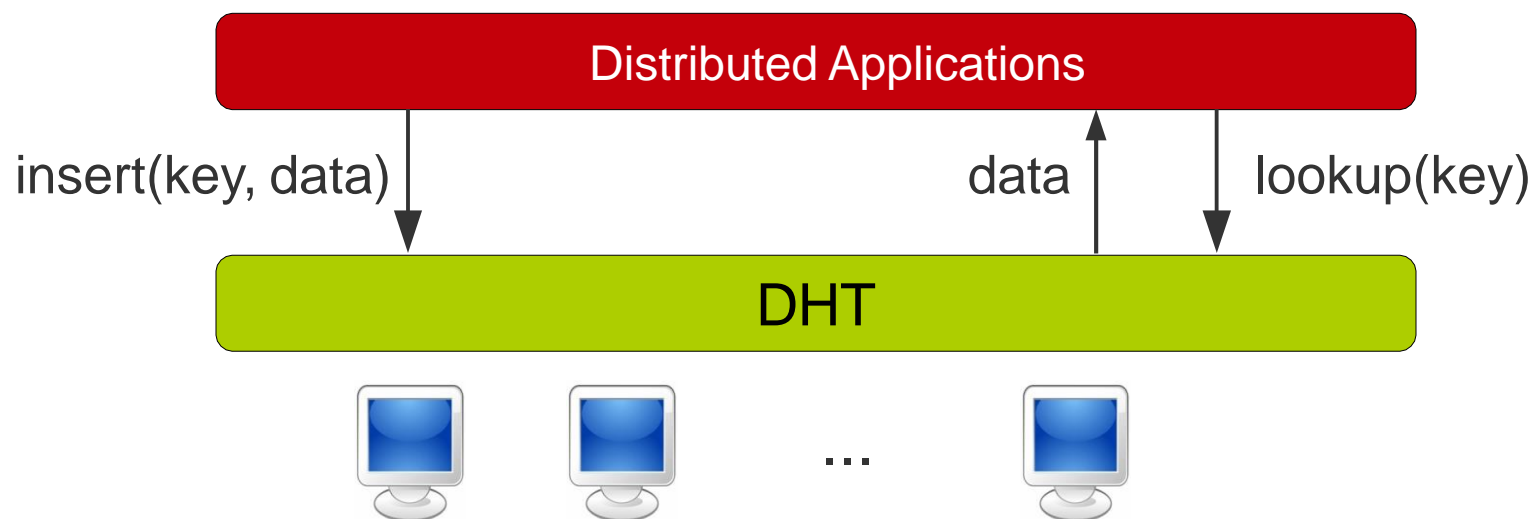 Distributed Applications
insert(key, data)
data
lookup(key)
DHT
...